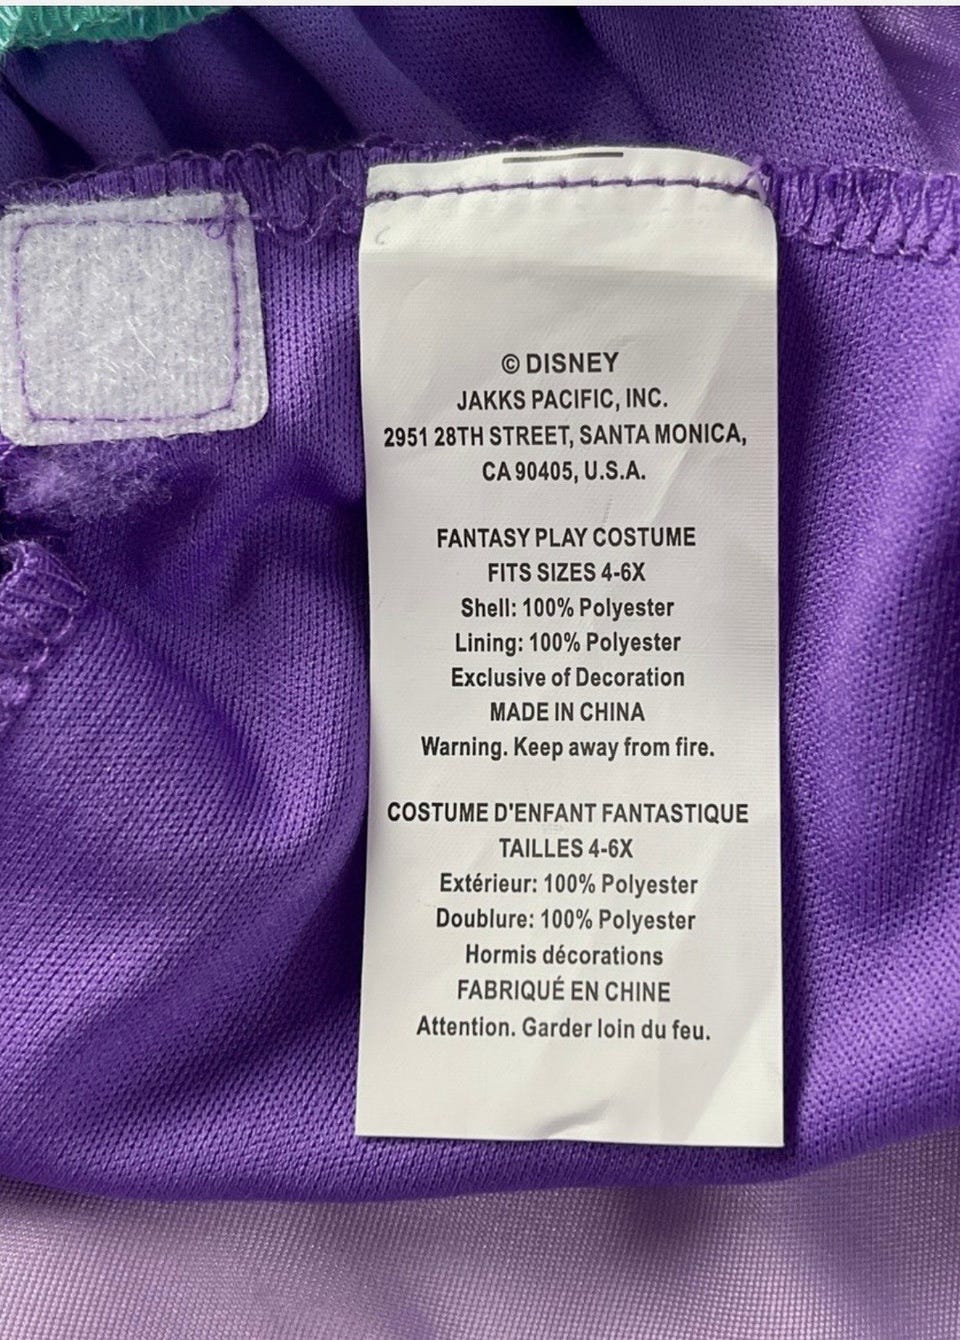 © DISNEY
JAKKS PACIFIC, INC.
2951 28TH STREET, SANTA MONICA,
CA 90405, U.S.A.
FANTASY PLAY COSTUME
FITS SIZES 4-6X
Shell: 100% Polyester
Lining: 100% Polyester
Exclusive of Decoration
MADE IN CHINA
Warning. Keep away from fire.
COSTUME D'ENFANT FANTASTIQUE
TAILLES 4-6X
Extérieur: 100% Polyester
Doublure: 100% Polyester
Hormis décorations
FABRIQUÉ EN CHINE
Attention. Garder loin du feu.